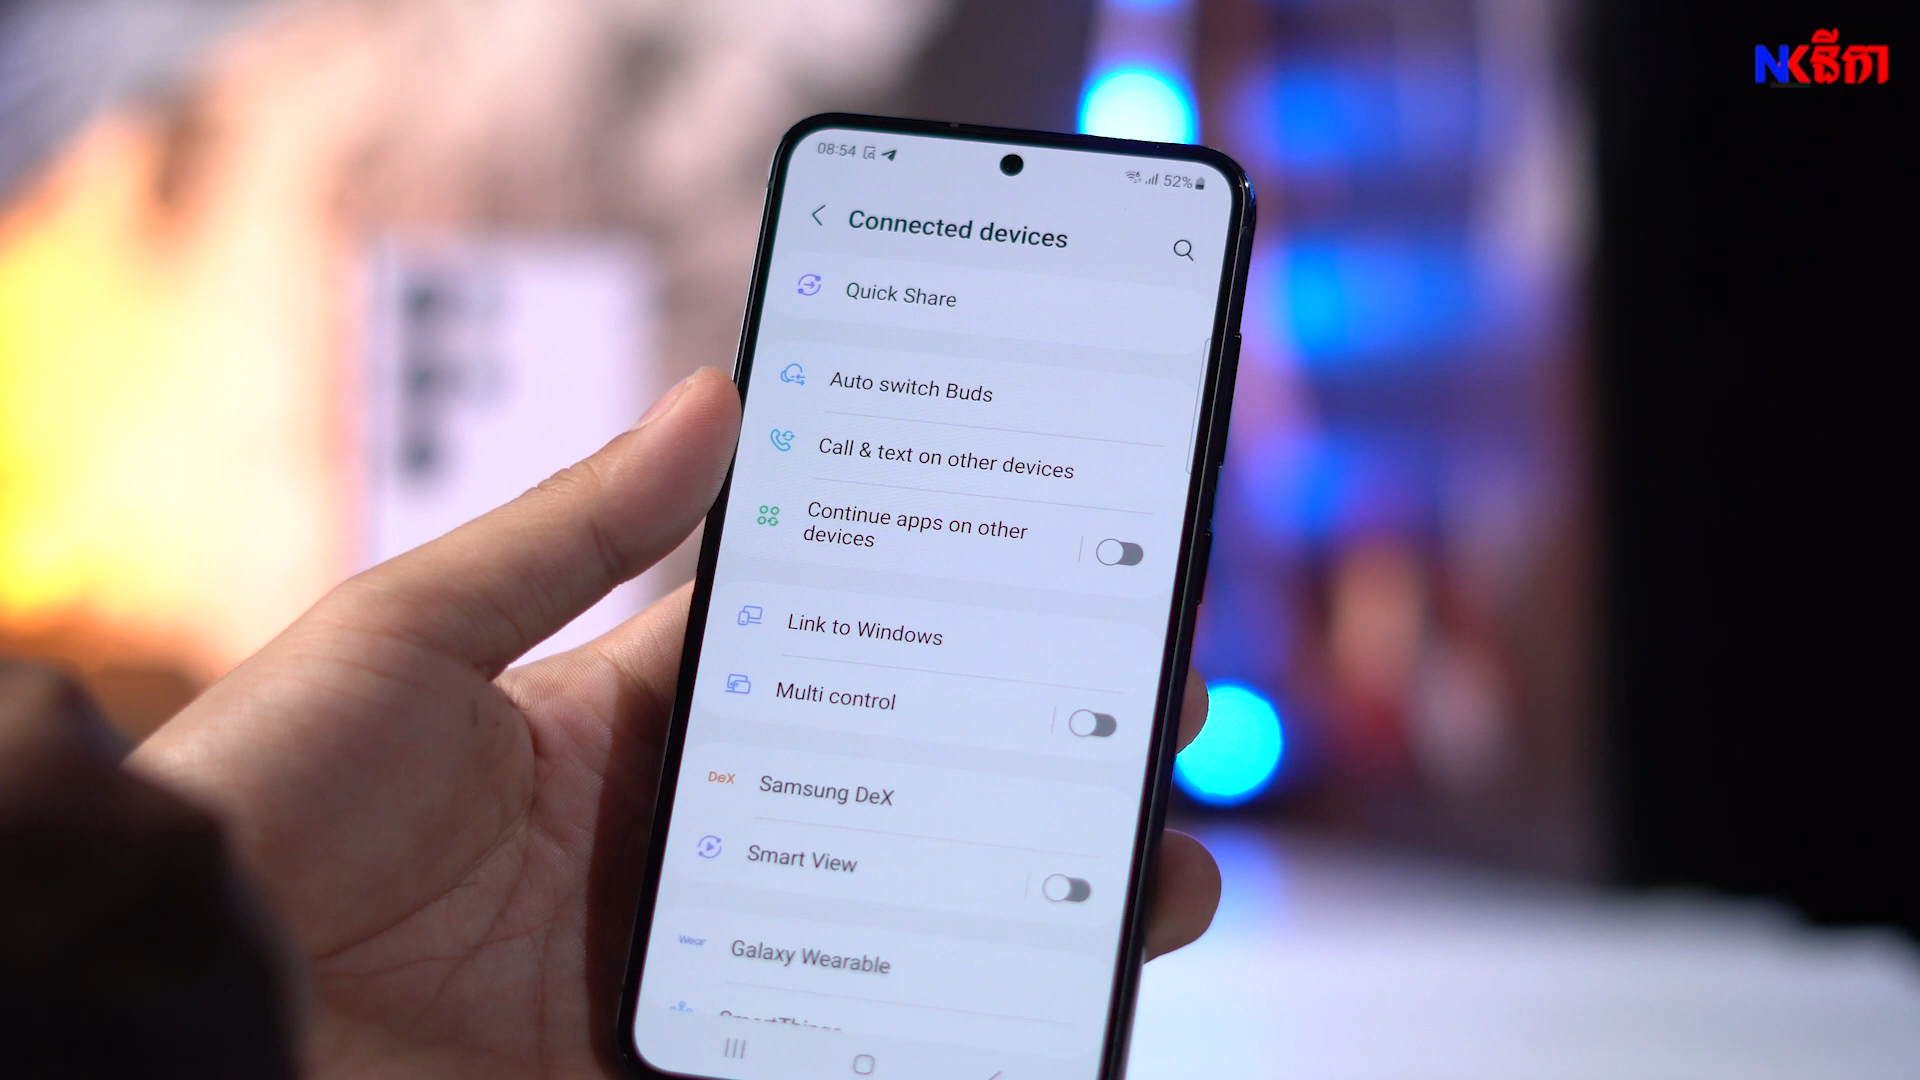 NKនីកា
08:54
52%
Connected devices
Quick Share
Auto switch Buds
Call & text on other devices
Continue apps on other
devices
Link to Windows
Multi control
DeX Samsung DeX
Smart View
Wear Galaxy Wearable
SmartThings